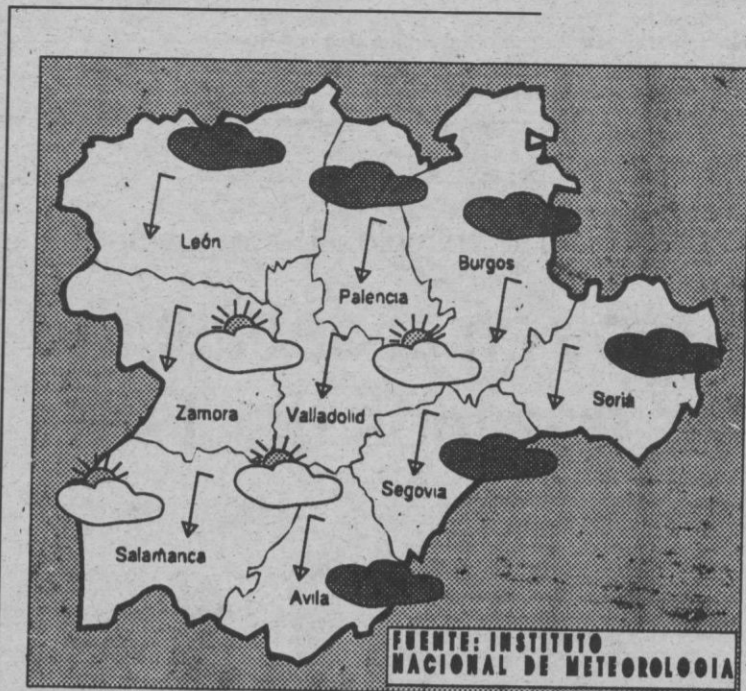 León
Palencia
Burgos
Zamora
Valladolid
Soria
Segovia
Salamanca
Avila
FUENTE: INSTITUTO
NACIONAL DE METEOROLOGIA